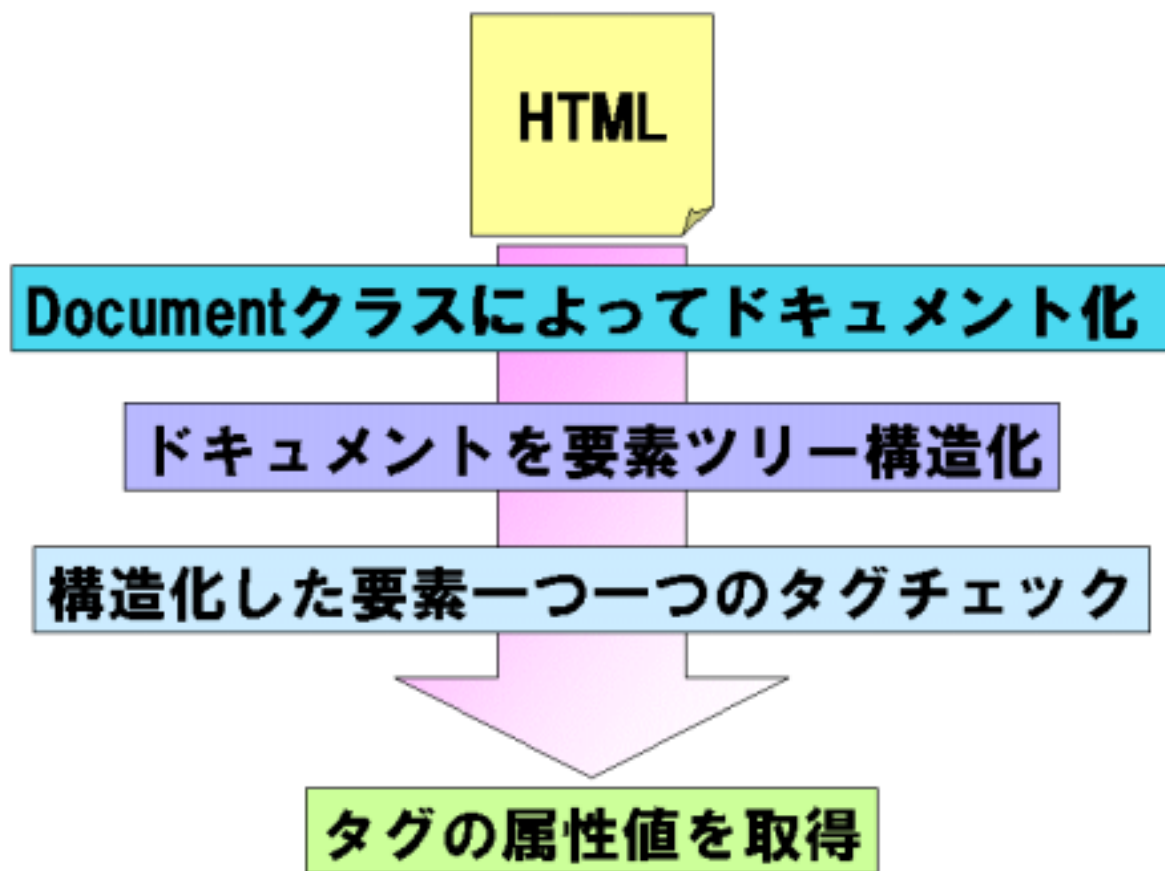 HTML
Documentクラスによってドキュメント化
ドキュメントを要素ツリー構造化
構造化した要素一つ一つのタグチェック
タグの属性値を取得